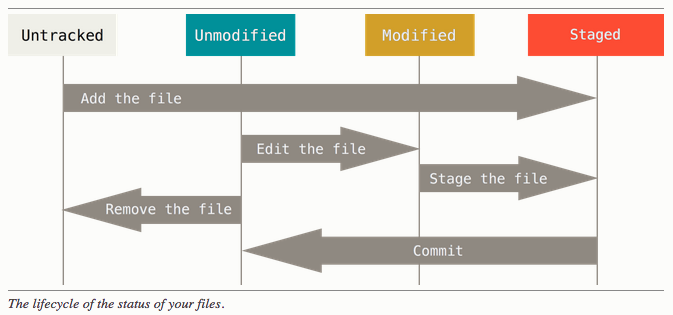 Untracked Unmodified Modified Staged
Add the file
Edit the file
Stage the file
Remove the file
Commit
The lifecycle of the status of your files.